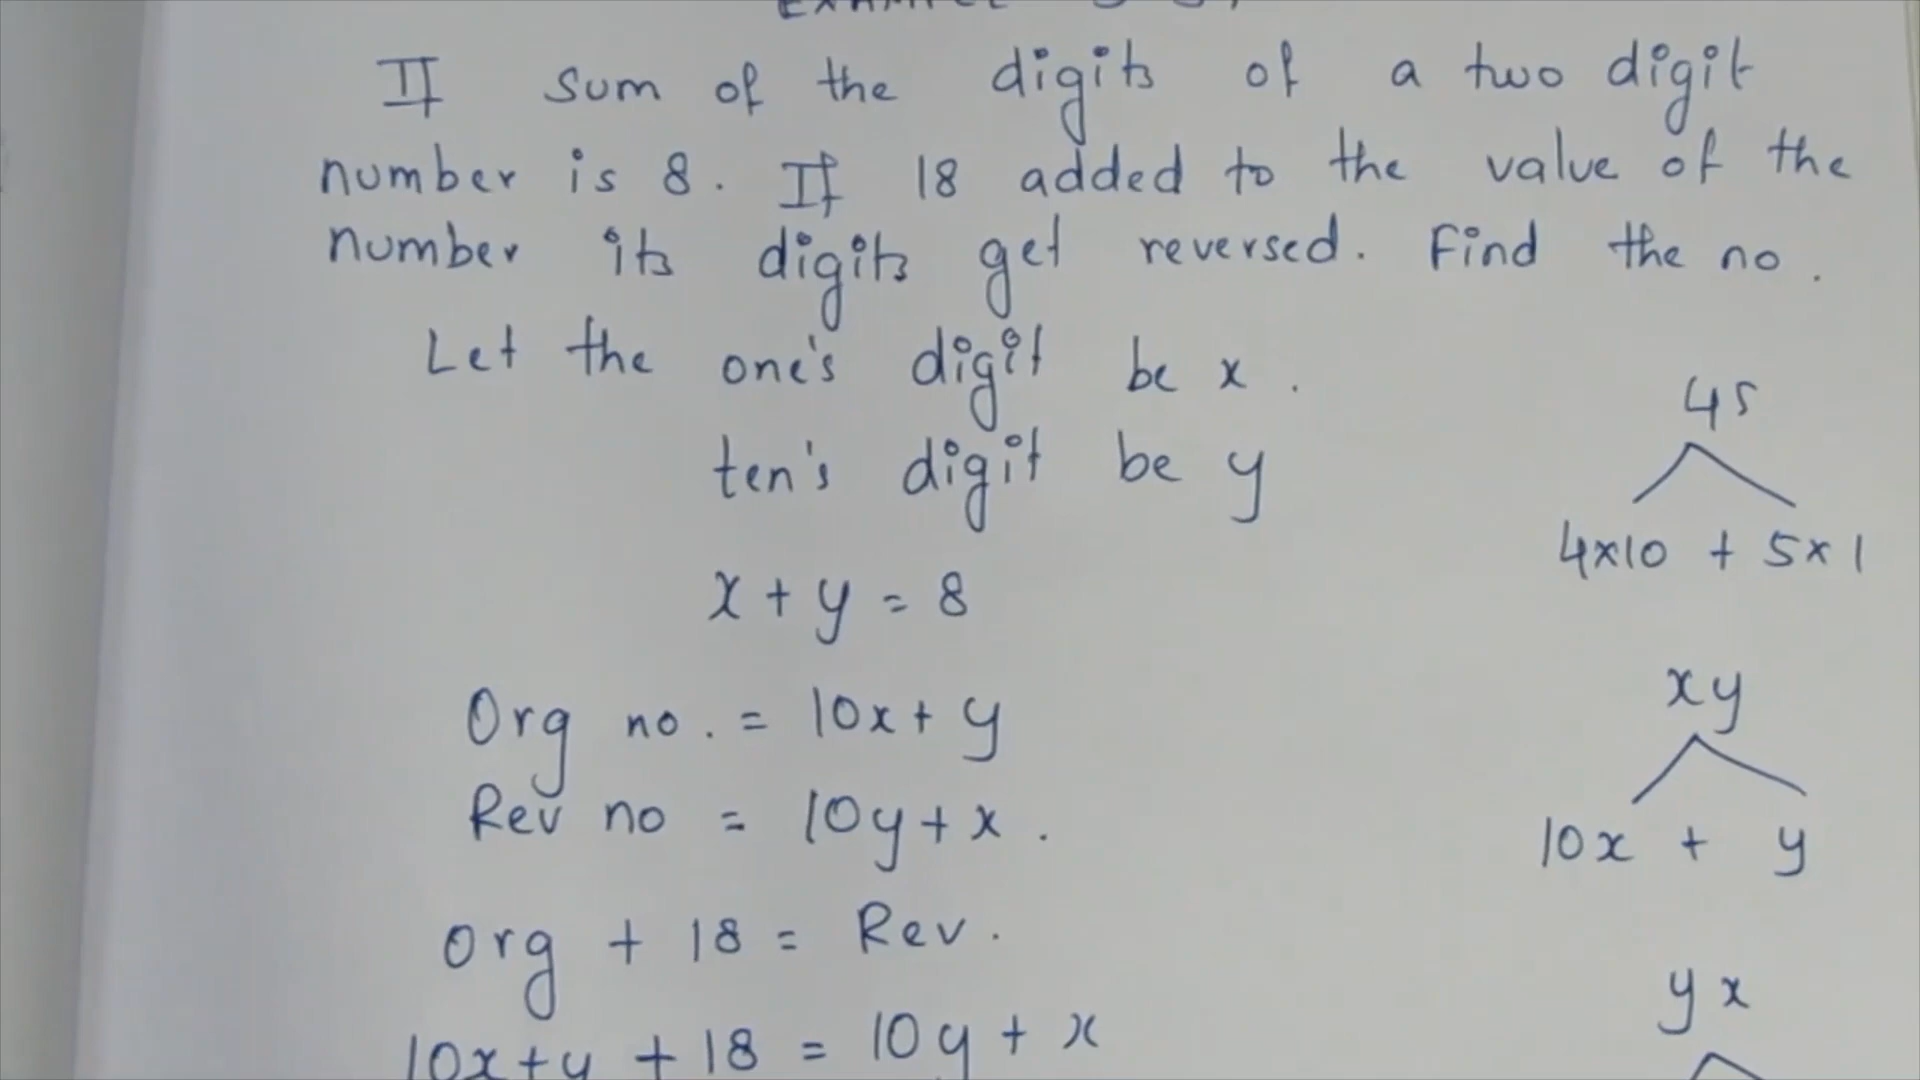 If sum of the digits of a two digit
number is 8. If 18 added to the value of the
number its digits get reversed. Find the no.
Let the one's digit be x.
ten's digit be y
x + y = 8
Org no. = 10x + y
Rev no = 10y + x.
Org + 18 = Rev.
10x + y + 18 = 10y + x
45
4x10 + 5x1
xy
10x + y
yx